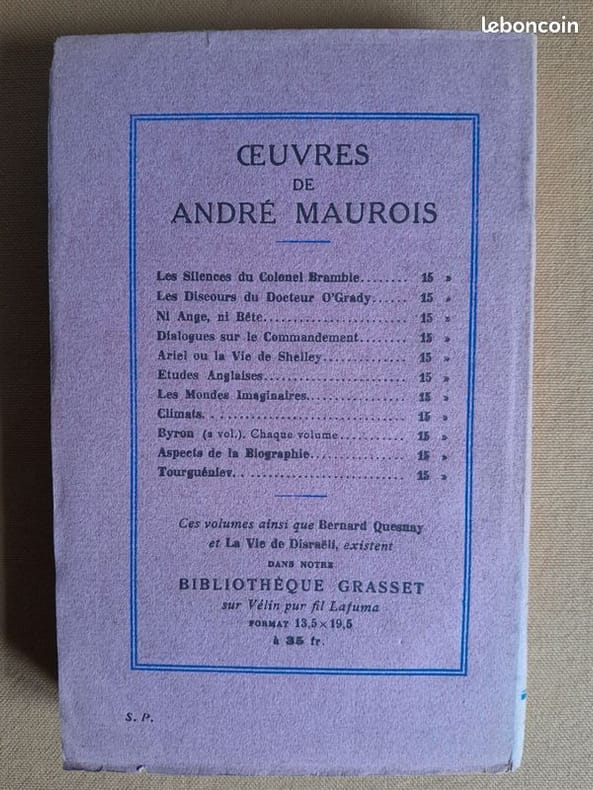 leboncoin
ŒUVRES
DE
ANDRÉ MAUROIS
Les Silences du Colonel Bramble........ 15 »
Les Discours du Docteur O'Grady...... 15 »
Ni Ange, ni Bête......................... 15 »
Dialogues sur le Commandement........ 15 »
Ariel ou la Vie de Shelley.............. 15 »
Etudes Anglaises......................... 15 »
Les Mondes Imaginaires.................. 15 »
Climats. . ............................... 15 »
Byron (2 vol.). Chaque volume........... 15 »
Aspects de la Biographie................. 15 »
Tourguéniev. . .......................... 15 »
Ces volumes ainsi que Bernard Quesnay
et La Vie de Disraëli, existent
DANS NOTRE
BIBLIOTHÈQUE GRASSET
sur Vélin pur fil Lafuma
FORMAT 13,5 × 19,5
à 35 fr.
S. P.